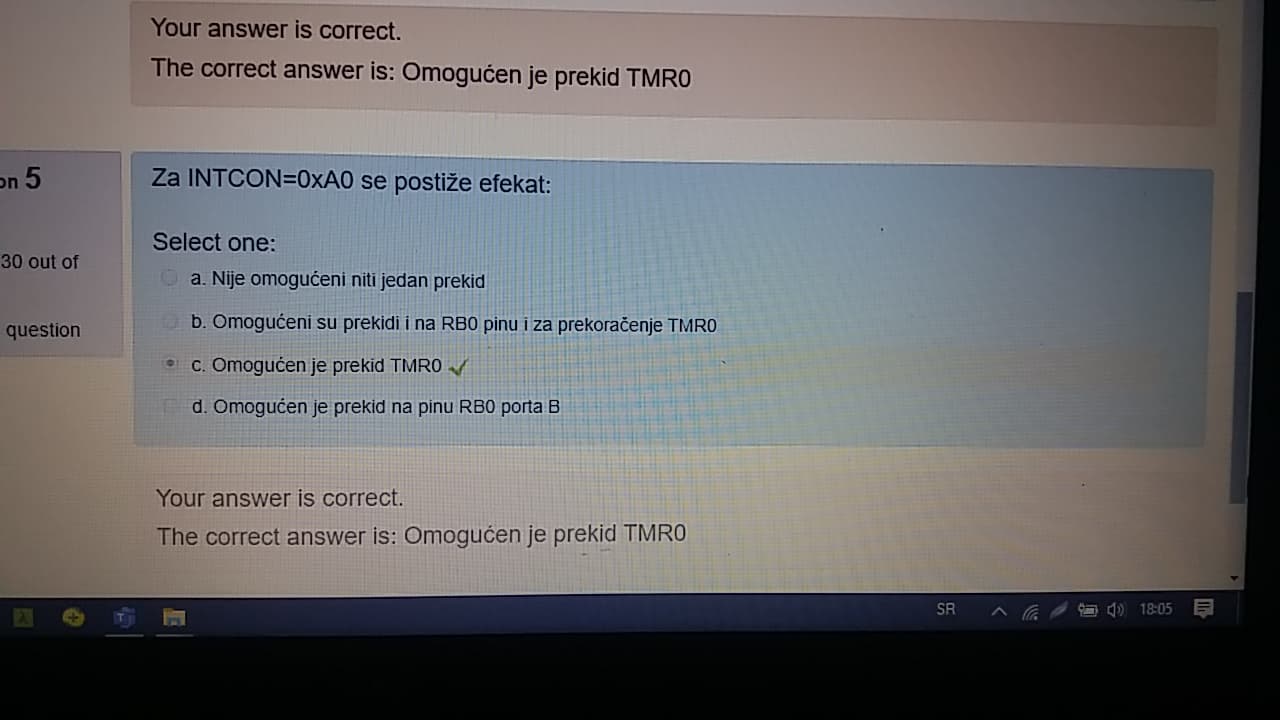 Your answer is correct.
The correct answer is: Omogućen je prekid TMR0
on 5
30 out of
question
Za INTCON=0xA0 se postiže efekat:
Select one:
a. Nije omogućeni niti jedan prekid
b. Omogućeni su prekidi i na RB0 pinu i za prekoračenje TMR0
c. Omogućen je prekid TMR0
d. Omogućen je prekid na pinu RB0 porta B
Your answer is correct.
The correct answer is: Omogućen je prekid TMR0
SR
18:05